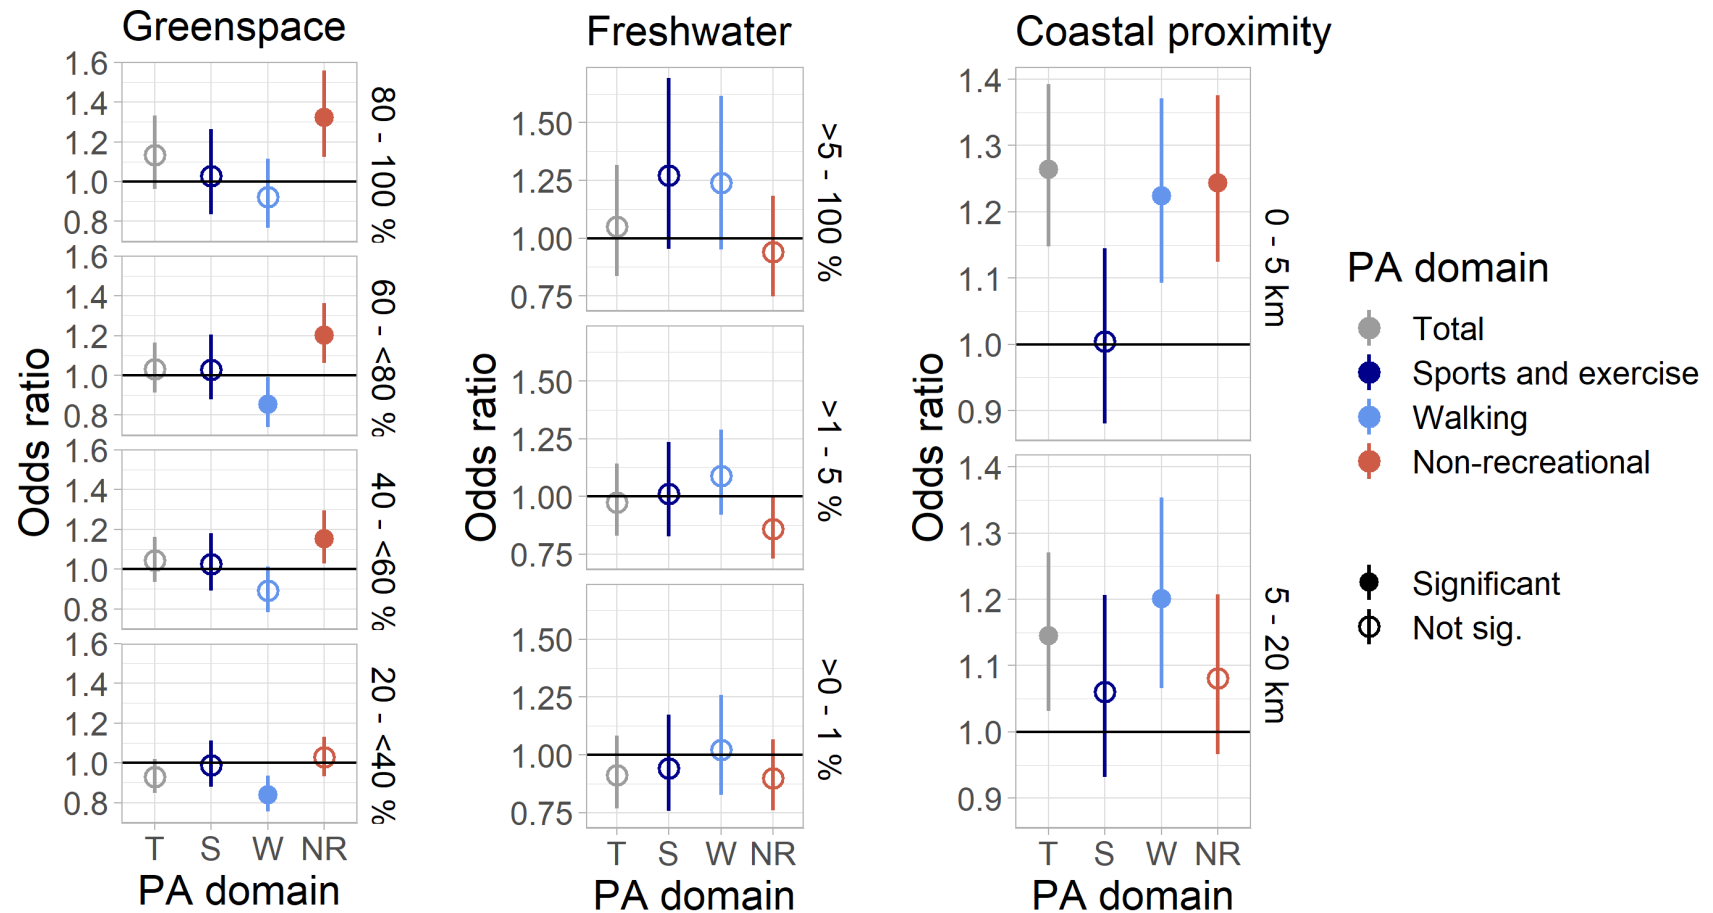 Greenspace
Odds ratio
1.6
1.4
1.2
1.0
0.8
80 - 100 %
1.6
1.4
1.2
1.0
0.8
60 - <80 %
1.6
1.4
1.2
1.0
0.8
40 - <60 %
1.6
1.4
1.2
1.0
0.8
20 - <40 %
T S W NR
PA domain
Freshwater
Odds ratio
1.50
1.25
1.00
0.75
>5 - 100 %
1.50
1.25
1.00
0.75
>1 - 5 %
1.50
1.25
1.00
0.75
>0 - 1 %
T S W NR
PA domain
Coastal proximity
Odds ratio
1.4
1.3
1.2
1.1
1.0
0.9
0 - 5 km
1.4
1.3
1.2
1.1
1.0
0.9
5 - 20 km
T S W NR
PA domain
PA domain
Total
Sports and exercise
Walking
Non-recreational
Significant
Not sig.